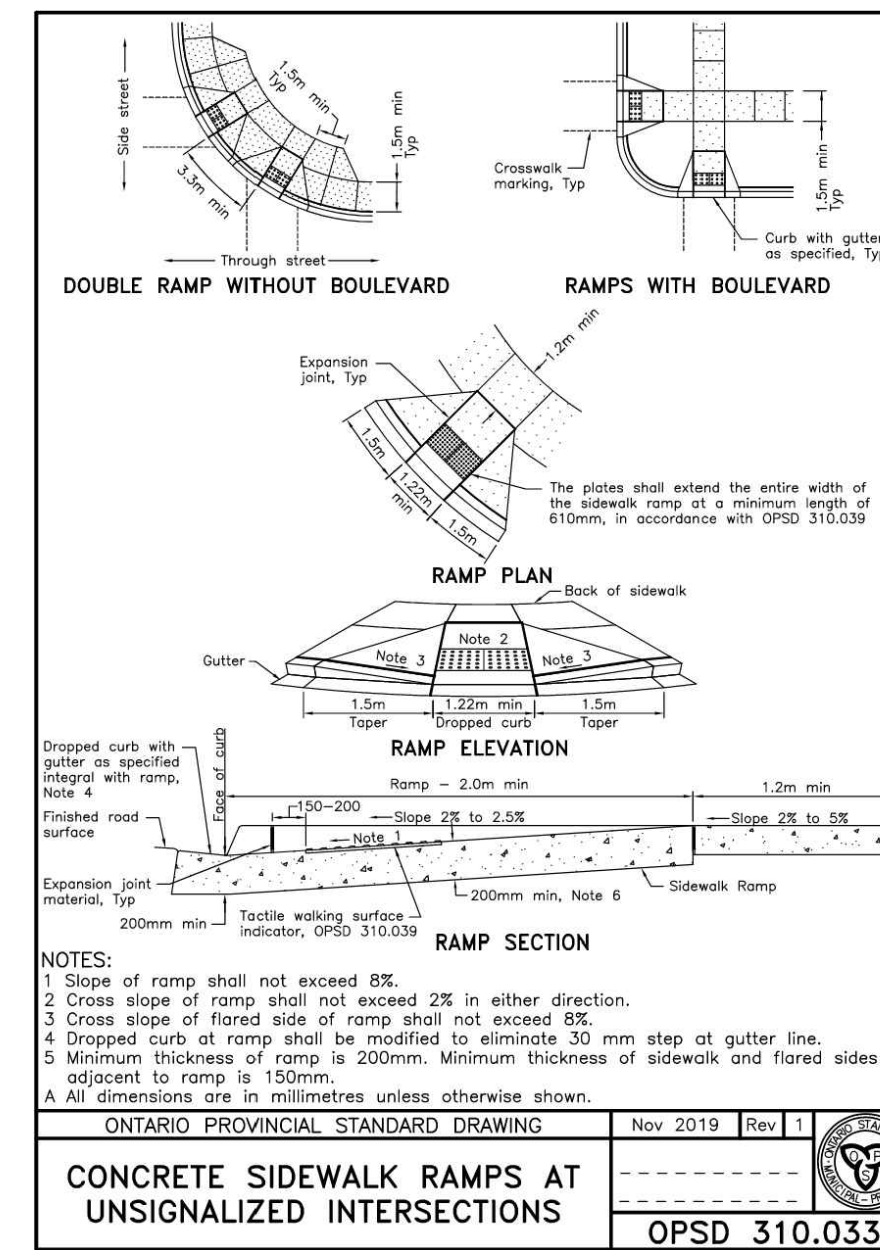 Side street
1.5m min
Typ
1.5m min
Typ
3.3m min
Through street
DOUBLE RAMP WITHOUT BOULEVARD
Crosswalk
marking, Typ
1.5m min
Typ
Curb with gutter
as specified, Typ
RAMPS WITH BOULEVARD
Expansion
joint, Typ
1.2m min
1.5m
1.22m
min
1.5m
The plates shall extend the entire width of
the sidewalk ramp at a minimum length of
610mm, in accordance with OPSD 310.039
RAMP PLAN
Back of sidewalk
Note 2
Gutter
Note 3
Note 3
1.5m
Taper
1.22m min
Dropped curb
1.5m
Taper
RAMP ELEVATION
Dropped curb with
gutter as specified
integral with ramp,
Note 4
Face of curb
Ramp – 2.0m min
1.2m min
150–200
Slope 2% to 2.5%
Slope 2% to 5%
Finished road
surface
Note 1
Expansion joint
material, Typ
200mm min, Note 6
Sidewalk Ramp
200mm min
Tactile walking surface
indicator, OPSD 310.039
RAMP SECTION
NOTES:
1 Slope of ramp shall not exceed 8%.
2 Cross slope of ramp shall not exceed 2% in either direction.
3 Cross slope of flared side of ramp shall not exceed 8%.
4 Dropped curb at ramp shall be modified to eliminate 30 mm step at gutter line.
5 Minimum thickness of ramp is 200mm. Minimum thickness of sidewalk and flared sides
adjacent to ramp is 150mm.
A All dimensions are in millimetres unless otherwise shown.
ONTARIO PROVINCIAL STANDARD DRAWING
Nov 2019
Rev
1
CONCRETE SIDEWALK RAMPS AT
UNSIGNALIZED INTERSECTIONS
OPSD 310.033
ONTARIO
MUNICIPAL
O P
S